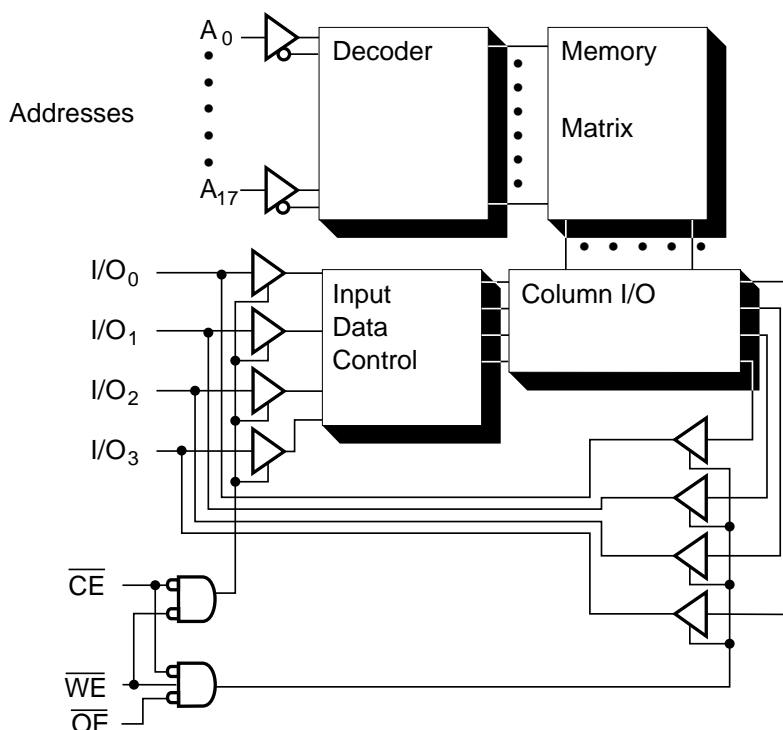 A0
Decoder
Memory
Matrix
Addresses
A17
I/O0
Input
Data
Control
Column I/O
I/O1
I/O2
I/O3
CE
WE
OE